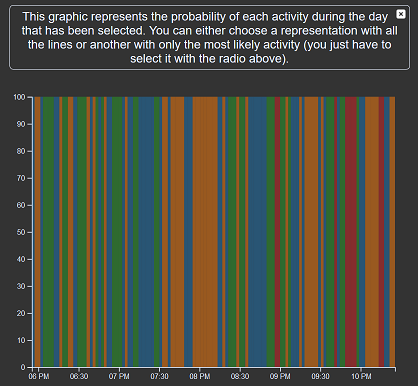 This graphic represents the probability of each activity during the day
that has been selected. You can either choose a representation with all
the lines or another with only the most likely activity (you just have to
select it with the radio above).
100
90
80
70
60
50
40
30
20
10
0
06 PM 06:30 07 PM 07:30 08 PM 08:30 09 PM 09:30 10 PM